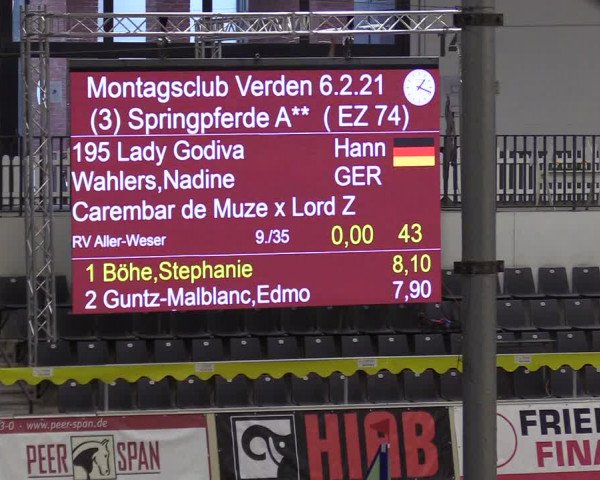 Montagsclub Verden 6.2.21
(3) Springpferde A** ( EZ 74)
195 Lady Godiva Hann
Wahlers,Nadine GER
Carembar de Muze x Lord Z
RV Aller-Weser 9./35 0,00 43
1 Böhe,Stephanie 8,10
2 Guntz-Malblanc,Edmo 7,90
www.peer-span.de
PEER SPAN
HIAB
FRIE
FINA